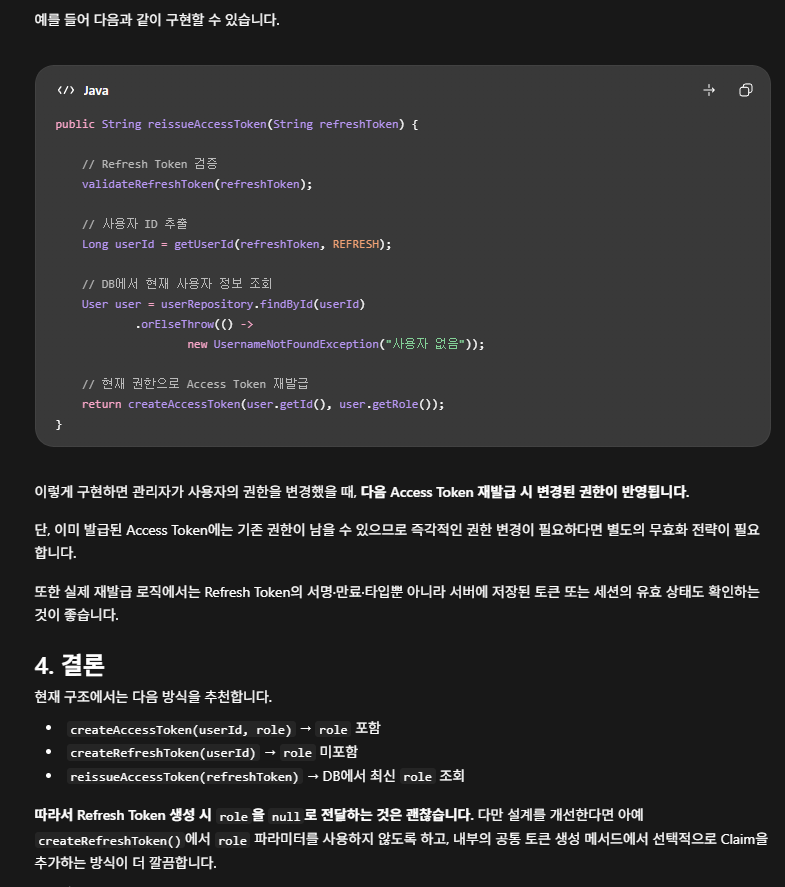 예를 들어 다음과 같이 구현할 수 있습니다.
</> Java
public String reissueAccessToken(String refreshToken) {
// Refresh Token 검증
validateRefreshToken(refreshToken);
// 사용자 ID 추출
Long userId = getUserId(refreshToken, REFRESH);
// DB에서 현재 사용자 정보 조회
User user = userRepository.findById(userId)
.orElseThrow(() ->
new UsernameNotFoundException("사용자 없음"));
// 현재 권한으로 Access Token 재발급
return createAccessToken(user.getId(), user.getRole());
}
이렇게 구현하면 관리자가 사용자의 권한을 변경했을 때, 다음 Access Token 재발급 시 변경된 권한이 반영됩니다.
단, 이미 발급된 Access Token에는 기존 권한이 남을 수 있으므로 즉각적인 권한 변경이 필요하다면 별도의 무효화 전략이 필요
합니다.
또한 실제 재발급 로직에서는 Refresh Token의 서명·만료·타입뿐 아니라 서버에 저장된 토큰 또는 세션의 유효 상태도 확인하는
것이 좋습니다.
4. 결론
현재 구조에서는 다음 방식을 추천합니다.
• createAccessToken(userId, role) → role 포함
• createRefreshToken(userId) → role 미포함
• reissueAccessToken(refreshToken) → DB에서 최신 role 조회
따라서 Refresh Token 생성 시 role 을 null 로 전달하는 것은 괜찮습니다. 다만 설계를 개선한다면 아예
createRefreshToken() 에서 role 파라미터를 사용하지 않도록 하고, 내부의 공통 토큰 생성 메서드에서 선택적으로 Claim을
추가하는 방식이 더 깔끔합니다.